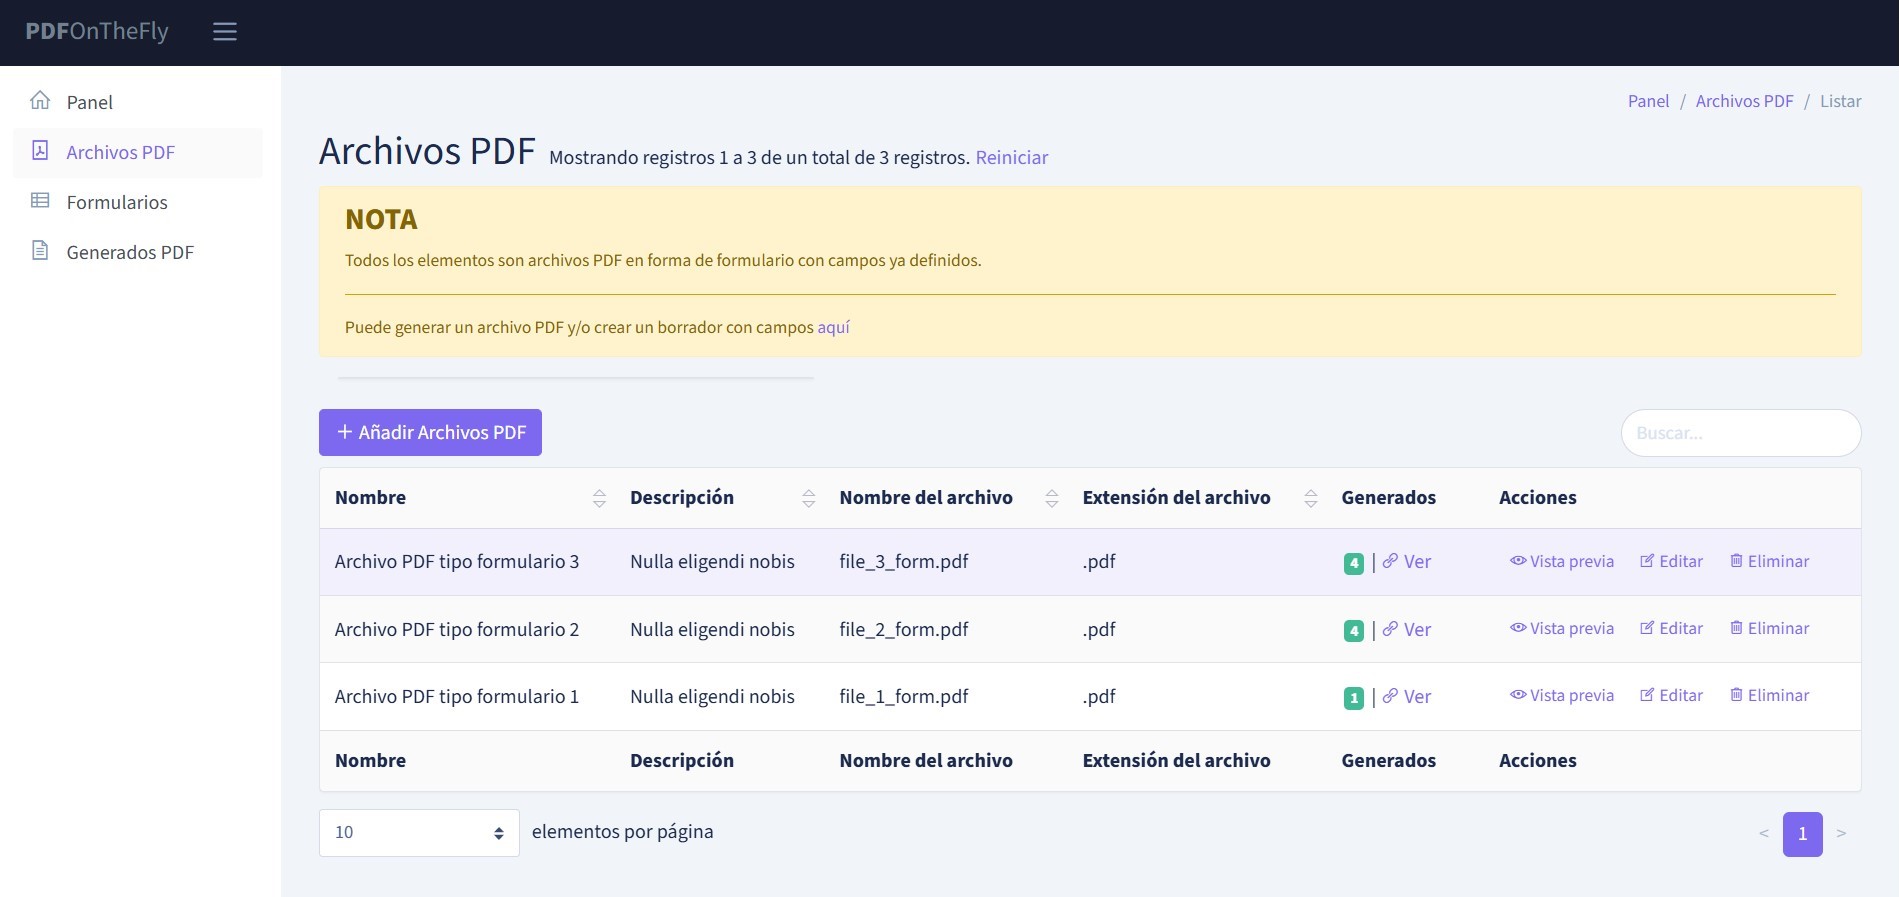 PDFOnTheFly
Panel
Archivos PDF
Formularios
Generados PDF
Panel / Archivos PDF / Listar
Archivos PDF Mostrando registros 1 a 3 de un total de 3 registros. Reiniciar
NOTA
Todos los elementos son archivos PDF en forma de formulario con campos ya definidos.
Puede generar un archivo PDF y/o crear un borrador con campos aquí
+ Añadir Archivos PDF
Buscar...
Nombre Descripción Nombre del archivo Extensión del archivo Generados Acciones
Archivo PDF tipo formulario 3 Nulla eligendi nobis file_3_form.pdf .pdf 4 | Ver Vista previa Editar Eliminar
Archivo PDF tipo formulario 2 Nulla eligendi nobis file_2_form.pdf .pdf 4 | Ver Vista previa Editar Eliminar
Archivo PDF tipo formulario 1 Nulla eligendi nobis file_1_form.pdf .pdf 1 | Ver Vista previa Editar Eliminar
Nombre Descripción Nombre del archivo Extensión del archivo Generados Acciones
10 elementos por página
< 1 >